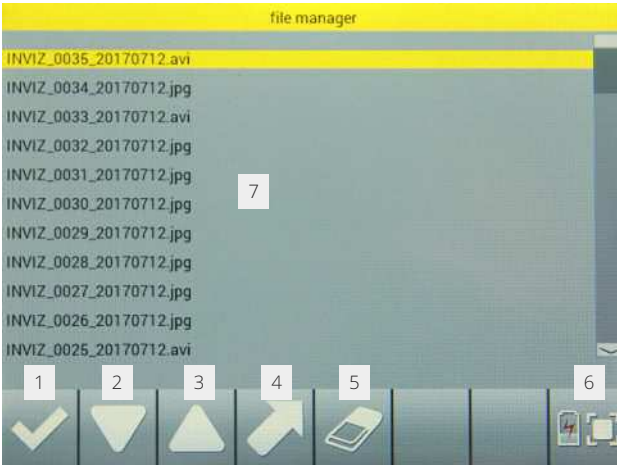 file manager
INVIZ_0035_20170712.avi
INVIZ_0034_20170712.jpg
INVIZ_0033_20170712.avi
INVIZ_0032_20170712.jpg
INVIZ_0031_20170712.jpg
7
INVIZ_0030_20170712.jpg
INVIZ_0029_20170712.jpg
INVIZ_0028_20170712.jpg
INVIZ_0027_20170712.jpg
INVIZ_0026_20170712.jpg
INVIZ_0025_20170712.avi
1 2 3 4 5 6